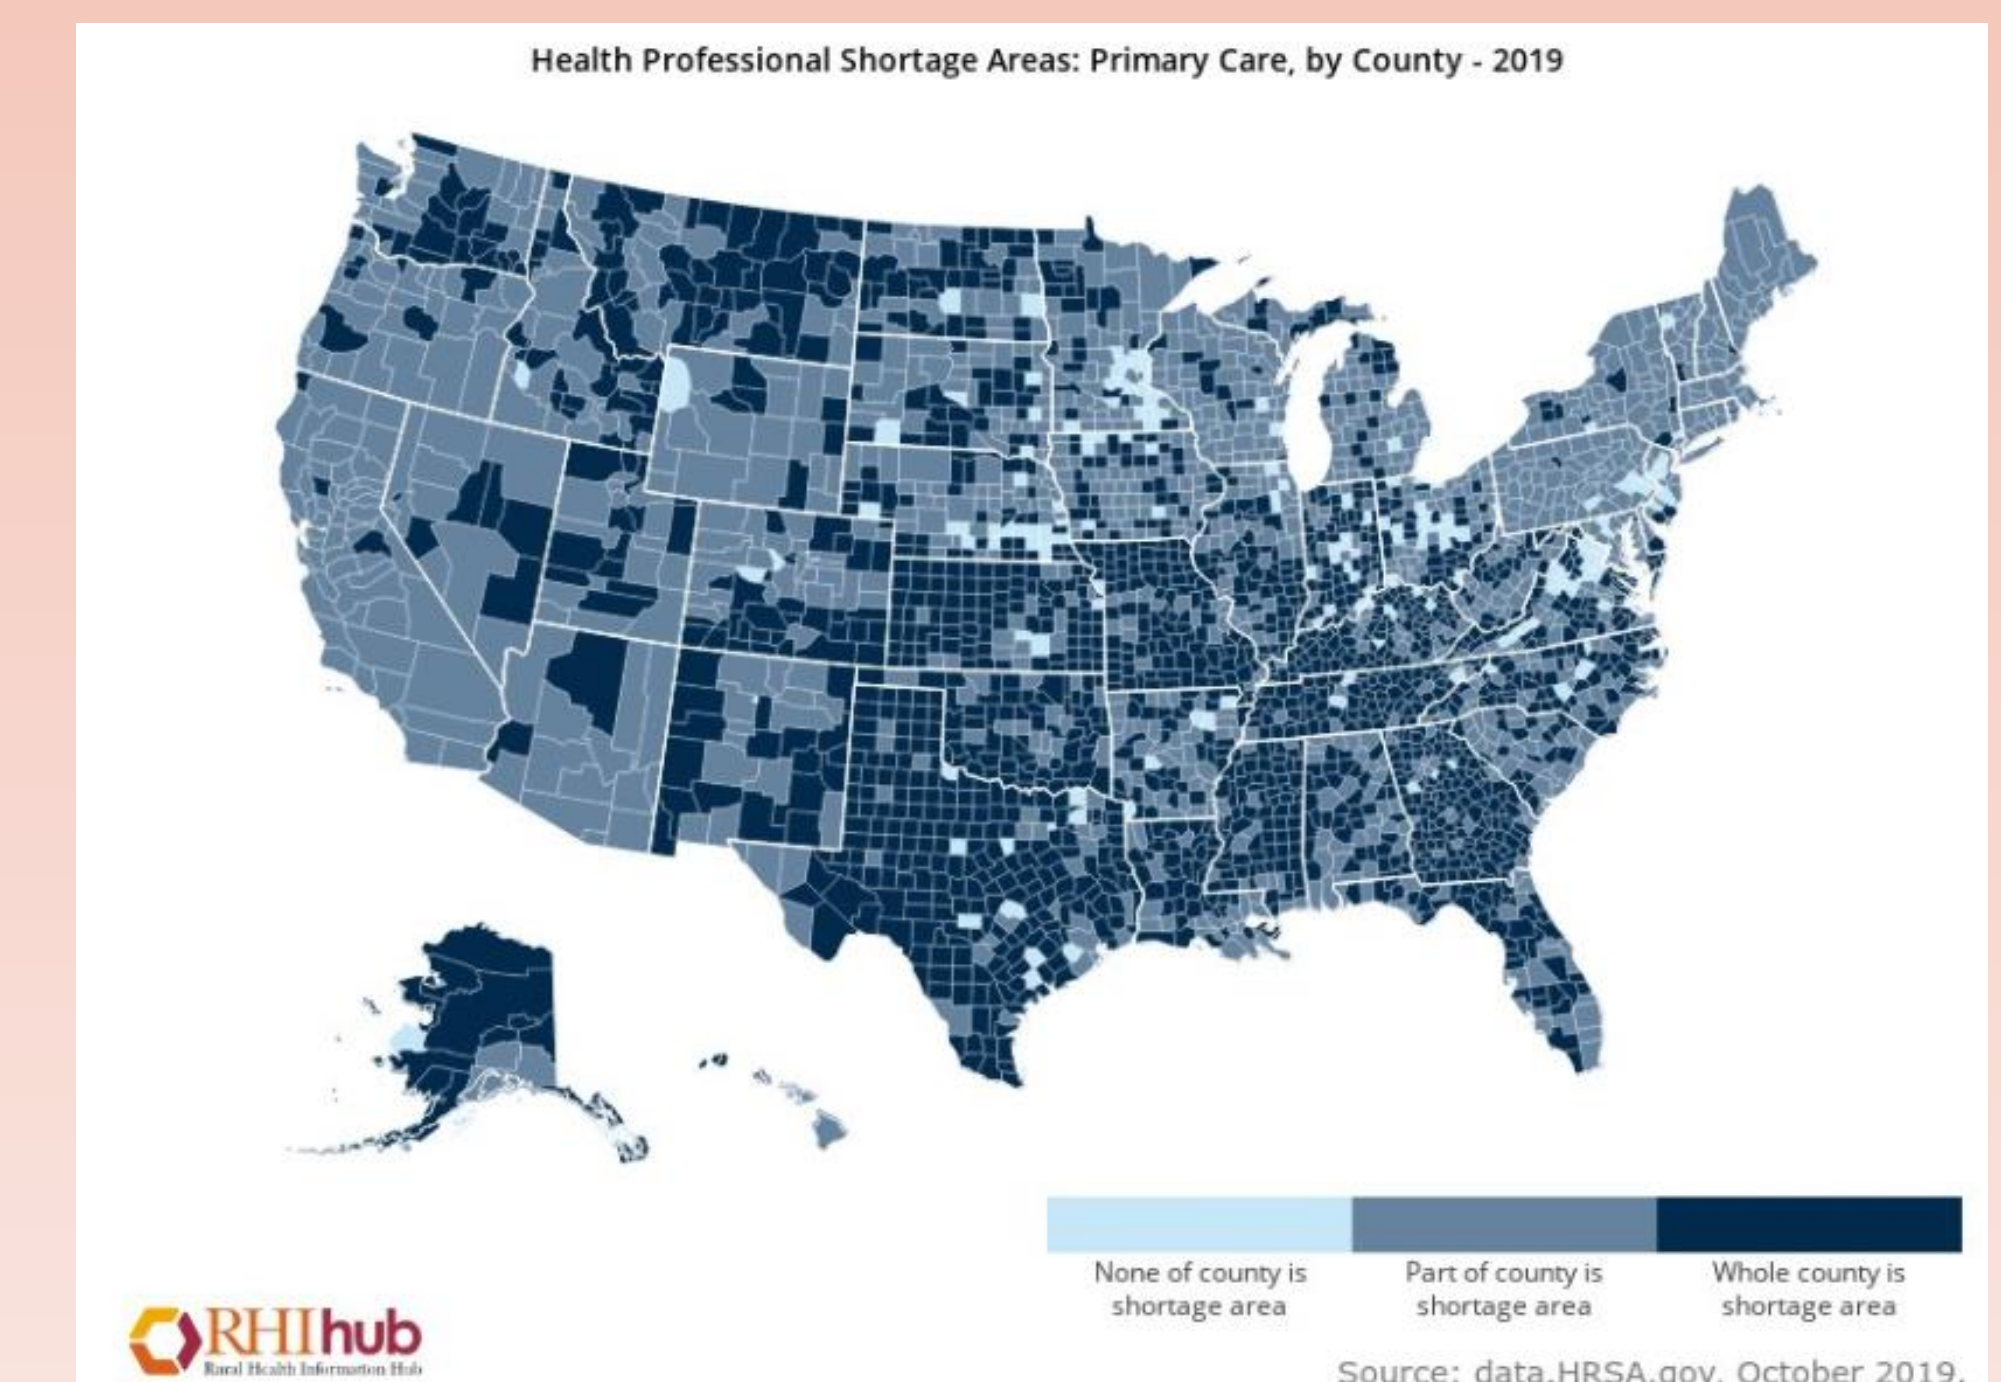 Health Professional Shortage Areas: Primary Care, by County - 2019
None of county is
shortage area
Part of county is
shortage area
Whole county is
shortage area
RHIhub
Rural Health Information Hub
Source: data.HRSA.gov, October 2019.